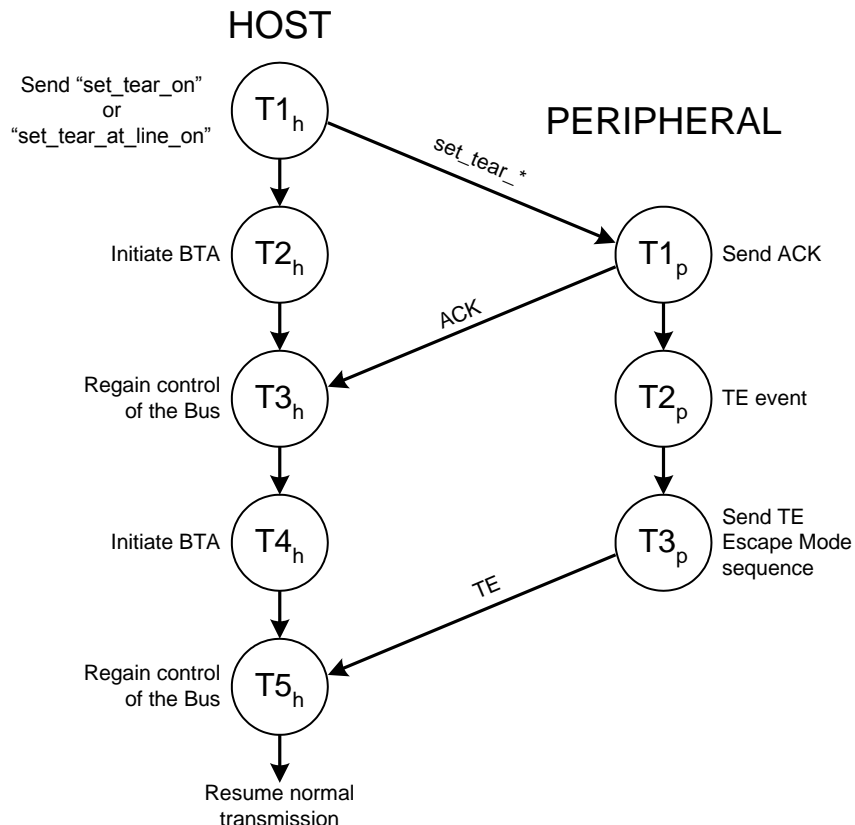 HOST
Send “set_tear_on”
or
“set_tear_at_line_on”
T1h
PERIPHERAL
set_tear_*
Initiate BTA
T2h
T1p
Send ACK
ACK
Regain control
of the Bus
T3h
T2p
TE event
Initiate BTA
T4h
T3p
Send TE
Escape Mode
sequence
TE
Regain control
of the Bus
T5h
Resume normal
transmission